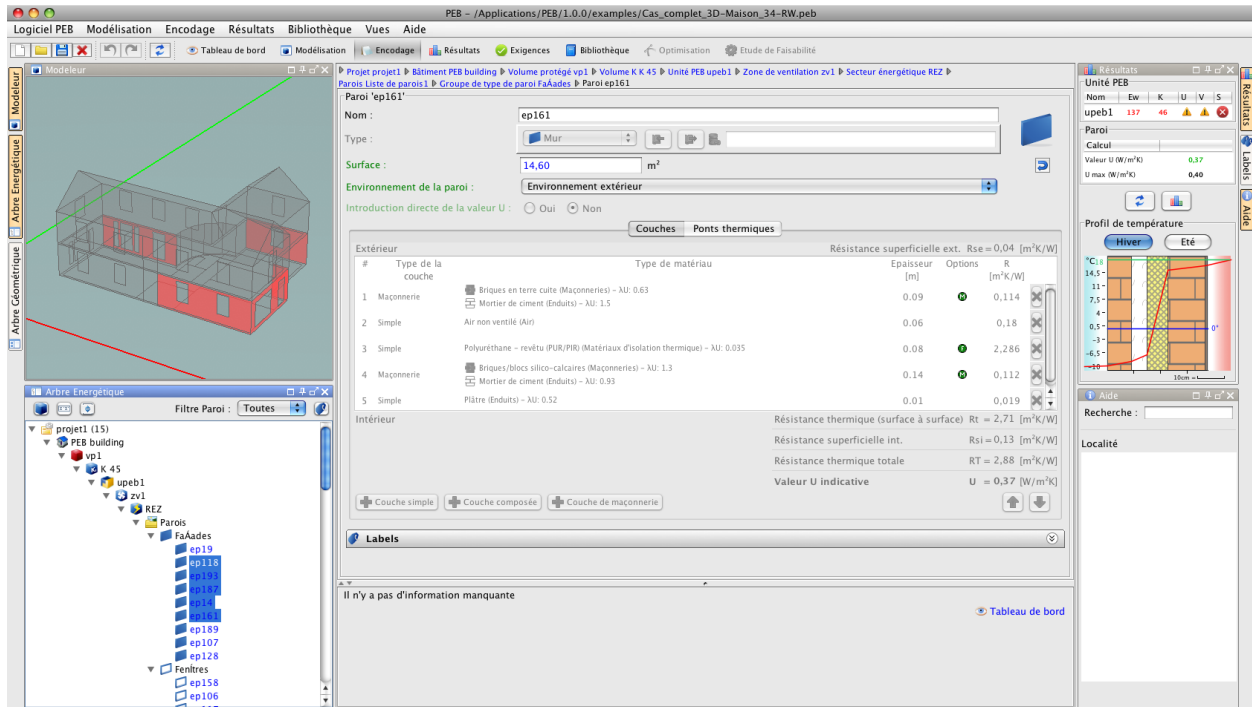 PEB – /Applications/PEB/1.0.0/examples/Cas_complet_3D-Maison_34-RW.peb
Logiciel PEB Modélisation Encodage Résultats Bibliothèque Vues Aide
Tableau de bord Modélisation Encodage Résultats Exigences Bibliothèque Optimisation Etude de Faisabilité
Modeleur
Arbre Energétique
Arbre Géométrique
Modeleur
Projet projet1 Bâtiment PEB building Volume protégé vp1 Volume K K 45 Unité PEB upeb1 Zone de ventilation zv1 Secteur énergétique REZ
Parois Liste de parois1 Groupe de type de paroi FaÁades Paroi ep161
Paroi 'ep161'
Nom : ep161
Type : Mur
Surface : 14,60 m²
Environnement de la paroi : Environnement extérieur
Introduction directe de la valeur U : Oui Non
Couches Ponts thermiques
Extérieur Résistance superficielle ext. Rse = 0,04 [m²K/W]
# Type de la couche Type de matériau Epaisseur [m] Options R [m²K/W]
1 Maçonnerie Briques en terre cuite (Maçonneries) – λU: 0.63 0.09 M 0,114
Mortier de ciment (Enduits) – λU: 1.5
2 Simple Air non ventilé (Air) 0.06 0,18
3 Simple Polyuréthane – revêtu (PUR/PIR) (Matériaux d'isolation thermique) – λU: 0.035 0.08 2,286
4 Maçonnerie Briques/blocs silico-calcaires (Maçonneries) – λU: 1.3 0.14 0,112
Mortier de ciment (Enduits) – λU: 0.93
5 Simple Plâtre (Enduits) – λU: 0.52 0.01 0,019
Intérieur Résistance thermique (surface à surface) Rt = 2,71 [m²K/W]
Résistance superficielle int. Rsi = 0,13 [m²K/W]
Résistance thermique totale RT = 2,88 [m²K/W]
Valeur U indicative U = 0,37 [W/m²K]
Couche simple Couche composée Couche de maçonnerie
Labels
Il n'y a pas d'information manquante
Tableau de bord
Arbre Energétique
Filtre Paroi : Toutes
projet1 (15)
PEB building
vp1
K 45
upeb1
zv1
REZ
Parois
FaÁades
ep19
ep118
ep193
ep187
ep14
ep161
ep189
ep107
ep128
FenÍtres
ep158
ep106
Résultats
Unité PEB
Nom Ew K U V S
upeb1 137 46
Paroi
Calcul
Valeur U (W/m²K) 0,37
U max (W/m²K) 0,40
Profil de température
Hiver Eté
°C18
14,5
11
7,5
4
0,5
0°
-3
-6,5
-10
10cm =
Aide
Recherche :
Localité
Résultats
Labels
Aide